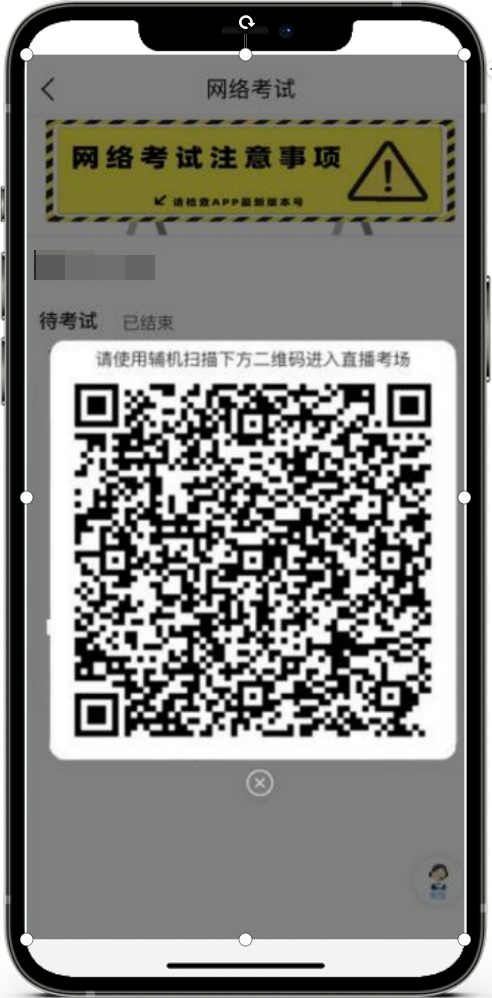 网络考试
网络考试注意事项
请检查APP最新版本号
待考试 已结束
请使用辅机扫描下方二维码进入直播考场